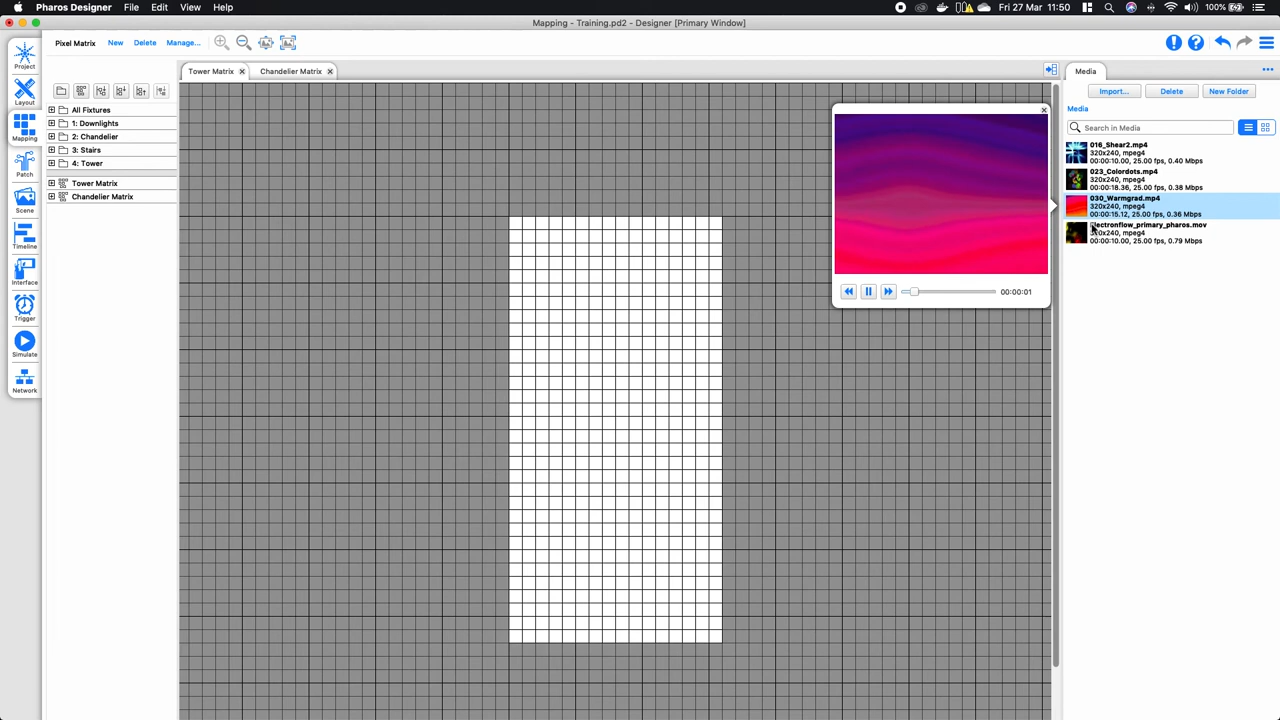 Pharos Designer File Edit View Help
100% Fri 27 Mar 11:50
Mapping - Training.pd2 - Designer [Primary Window]
Project
Layout
Mapping
Patch
Scene
Timeline
Interface
Trigger
Simulate
Network
Pixel Matrix New Delete Manage...
Tower Matrix Chandelier Matrix
All Fixtures
1: Downlights
2: Chandelier
3: Stairs
4: Tower
Tower Matrix
Chandelier Matrix
00:00:01
Media
Import... Delete New Folder
Media
Search in Media
016_Shear2.mp4
320x240, mpeg4
00:00:10.00, 25.00 fps, 0.40 Mbps
023_Colordots.mp4
320x240, mpeg4
00:00:18.36, 25.00 fps, 0.38 Mbps
030_Warmgrad.mp4
320x240, mpeg4
00:00:15.12, 25.00 fps, 0.36 Mbps
electronflow_primary_pharos.mov
320x240, mpeg4
00:00:10.00, 25.00 fps, 0.79 Mbps